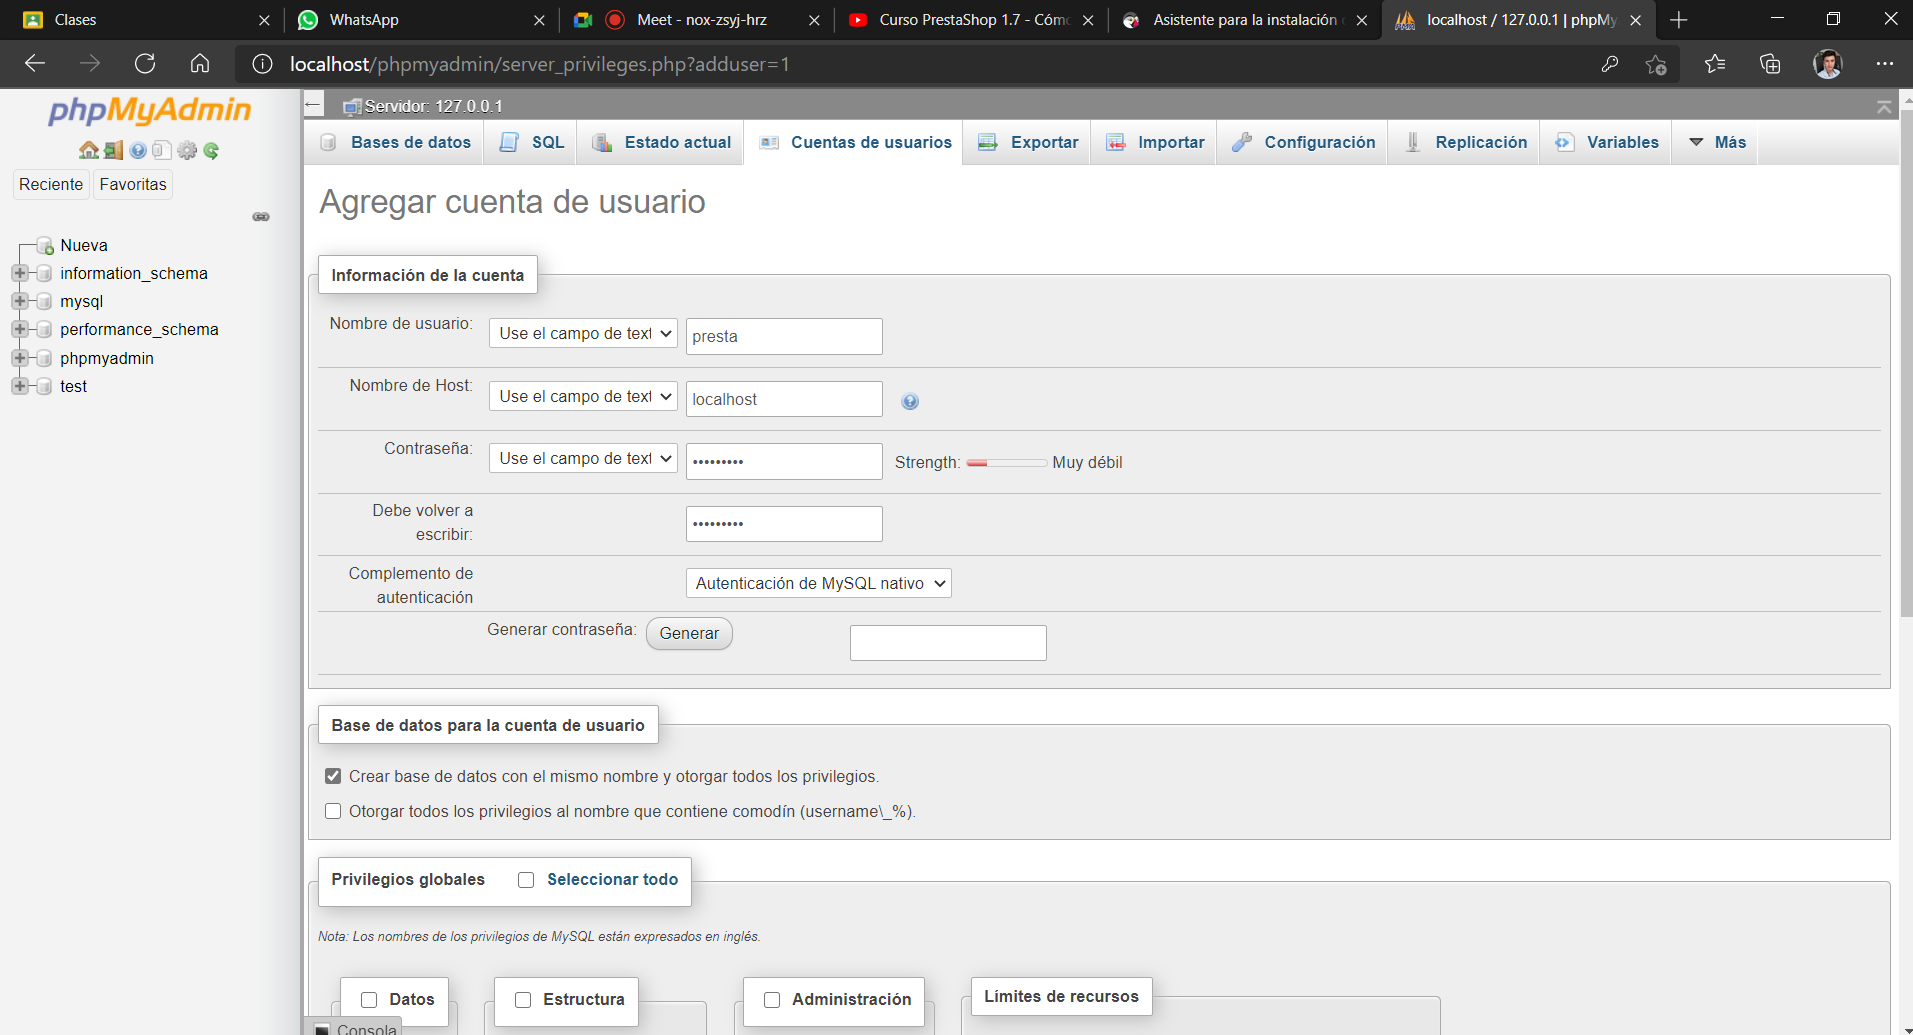 Clases
WhatsApp
Meet - nox-zsyj-hrz
Curso PrestaShop 1.7 - Cómo
Asistente para la instalación
localhost / 127.0.0.1 | phpMy
localhost/phpmyadmin/server_privileges.php?adduser=1
phpMyAdmin
Reciente
Favoritas
Nueva
information_schema
mysql
performance_schema
phpmyadmin
test
Servidor: 127.0.0.1
Bases de datos
SQL
Estado actual
Cuentas de usuarios
Exportar
Importar
Configuración
Replicación
Variables
Más
Agregar cuenta de usuario
Información de la cuenta
Nombre de usuario: Use el campo de text presta
Nombre de Host: Use el campo de text localhost
Contraseña: Use el campo de text ••••••••• Strength: Muy débil
Debe volver a
escribir: •••••••••
Complemento de
autenticación
Autenticación de MySQL nativo
Generar contraseña: Generar
Base de datos para la cuenta de usuario
Crear base de datos con el mismo nombre y otorgar todos los privilegios.
Otorgar todos los privilegios al nombre que contiene comodín (username\_%).
Privilegios globales Seleccionar todo
Nota: Los nombres de los privilegios de MySQL están expresados en inglés.
Datos
Estructura
Administración
Límites de recursos
Consola